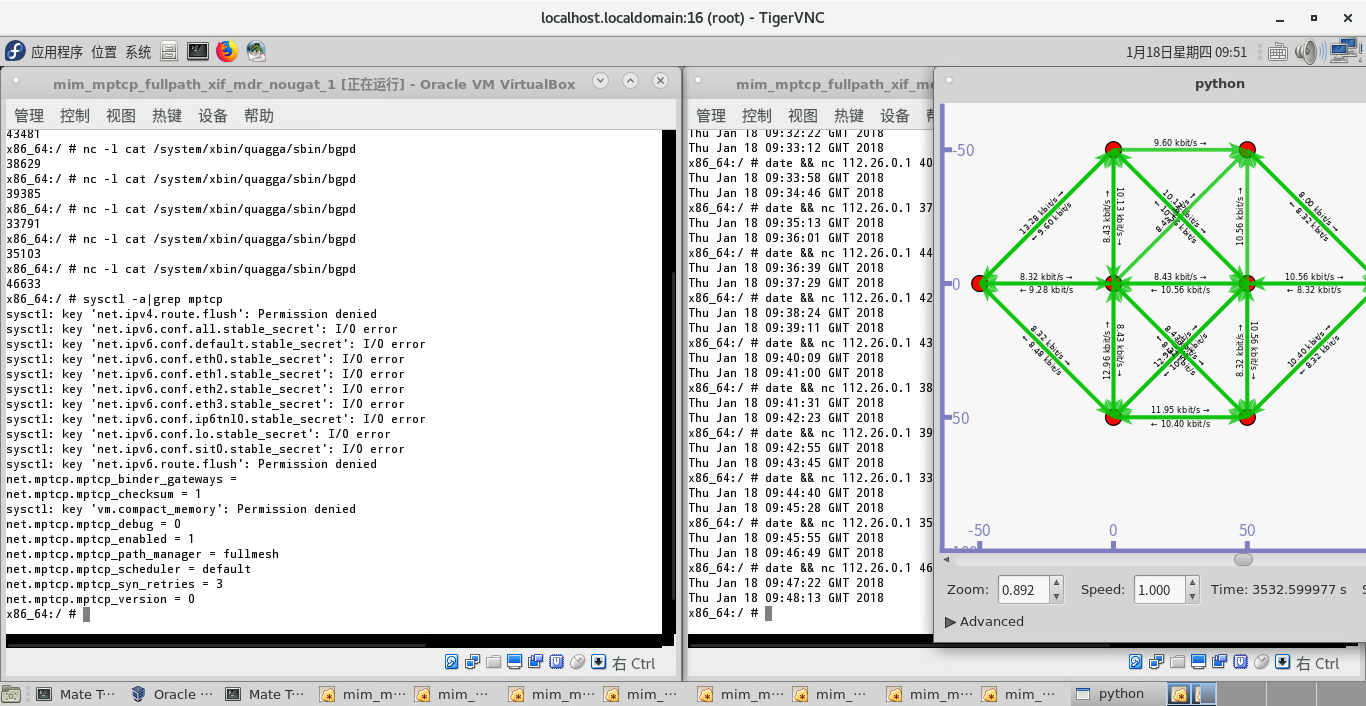 localhost.localdomain:16 (root) - TigerVNC
应用程序 位置 系统
1月18日星期四 09:51
mim_mptcp_fullpath_xif_mdr_nougat_1 [正在运行] - Oracle VM VirtualBox
管理 控制 视图 热键 设备 帮助
43481
x86_64:/ # nc -l cat /system/xbin/quagga/sbin/bgpd
38629
x86_64:/ # nc -l cat /system/xbin/quagga/sbin/bgpd
39385
x86_64:/ # nc -l cat /system/xbin/quagga/sbin/bgpd
33791
x86_64:/ # nc -l cat /system/xbin/quagga/sbin/bgpd
35103
x86_64:/ # nc -l cat /system/xbin/quagga/sbin/bgpd
46633
x86_64:/ # sysctl -a|grep mptcp
sysctl: key 'net.ipv4.route.flush': Permission denied
sysctl: key 'net.ipv6.conf.all.stable_secret': I/O error
sysctl: key 'net.ipv6.conf.default.stable_secret': I/O error
sysctl: key 'net.ipv6.conf.eth0.stable_secret': I/O error
sysctl: key 'net.ipv6.conf.eth1.stable_secret': I/O error
sysctl: key 'net.ipv6.conf.eth2.stable_secret': I/O error
sysctl: key 'net.ipv6.conf.eth3.stable_secret': I/O error
sysctl: key 'net.ipv6.conf.ip6tnl0.stable_secret': I/O error
sysctl: key 'net.ipv6.conf.lo.stable_secret': I/O error
sysctl: key 'net.ipv6.conf.sit0.stable_secret': I/O error
sysctl: key 'net.ipv6.route.flush': Permission denied
net.mptcp.mptcp_binder_gateways =
net.mptcp.mptcp_checksum = 1
sysctl: key 'vm.compact_memory': Permission denied
net.mptcp.mptcp_debug = 0
net.mptcp.mptcp_enabled = 1
net.mptcp.mptcp_path_manager = fullmesh
net.mptcp.mptcp_scheduler = default
net.mptcp.mptcp_syn_retries = 3
net.mptcp.mptcp_version = 0
x86_64:/ #
右 Ctrl
mim_mptcp_fullpath_xif_m
管理 控制 视图 热键 设备
Thu Jan 18 09:32:22 GMT 2018
Thu Jan 18 09:33:12 GMT 2018
x86_64:/ # date && nc 112.26.0.1 40
Thu Jan 18 09:33:58 GMT 2018
Thu Jan 18 09:34:46 GMT 2018
x86_64:/ # date && nc 112.26.0.1 37
Thu Jan 18 09:35:13 GMT 2018
Thu Jan 18 09:36:01 GMT 2018
x86_64:/ # date && nc 112.26.0.1 44
Thu Jan 18 09:36:39 GMT 2018
Thu Jan 18 09:37:29 GMT 2018
x86_64:/ # date && nc 112.26.0.1 42
Thu Jan 18 09:38:24 GMT 2018
Thu Jan 18 09:39:11 GMT 2018
x86_64:/ # date && nc 112.26.0.1 43
Thu Jan 18 09:40:09 GMT 2018
Thu Jan 18 09:41:00 GMT 2018
x86_64:/ # date && nc 112.26.0.1 38
Thu Jan 18 09:41:31 GMT 2018
Thu Jan 18 09:42:23 GMT 2018
x86_64:/ # date && nc 112.26.0.1 39
Thu Jan 18 09:42:55 GMT 2018
Thu Jan 18 09:43:45 GMT 2018
x86_64:/ # date && nc 112.26.0.1 33
Thu Jan 18 09:44:40 GMT 2018
Thu Jan 18 09:45:28 GMT 2018
x86_64:/ # date && nc 112.26.0.1 35
Thu Jan 18 09:45:55 GMT 2018
Thu Jan 18 09:46:49 GMT 2018
x86_64:/ # date && nc 112.26.0.1 46
Thu Jan 18 09:47:22 GMT 2018
Thu Jan 18 09:48:13 GMT 2018
x86_64:/ #
右 Ctrl
python
-50
9.60 kbit/s →
13.28 kbit/s →
← 9.60 kbit/s
10.13 kbit/s →
8.43 kbit/s →
10.56 kbit/s →
8.00 kbit/s →
← 8.32 kbit/s
0
8.32 kbit/s →
← 9.28 kbit/s
8.43 kbit/s →
← 10.56 kbit/s
10.56 kbit/s →
← 8.32 kbit/s
8.32 kbit/s →
← 8.48 kbit/s
12.96 kbit/s →
8.43 kbit/s →
8.32 kbit/s →
10.56 kbit/s →
10.40 kbit/s →
← 8.32 kbit/s
50
11.95 kbit/s →
← 10.40 kbit/s
-50 0 50
Zoom: 0.892 Speed: 1.000 Time: 3532.599977 s
Advanced
Mate T⋯ Oracle ⋯ Mate T⋯ mim_m⋯ mim_⋯ mim_m⋯ mim_⋯ mim_m⋯ mim_⋯ mim_m⋯ mim_⋯ python